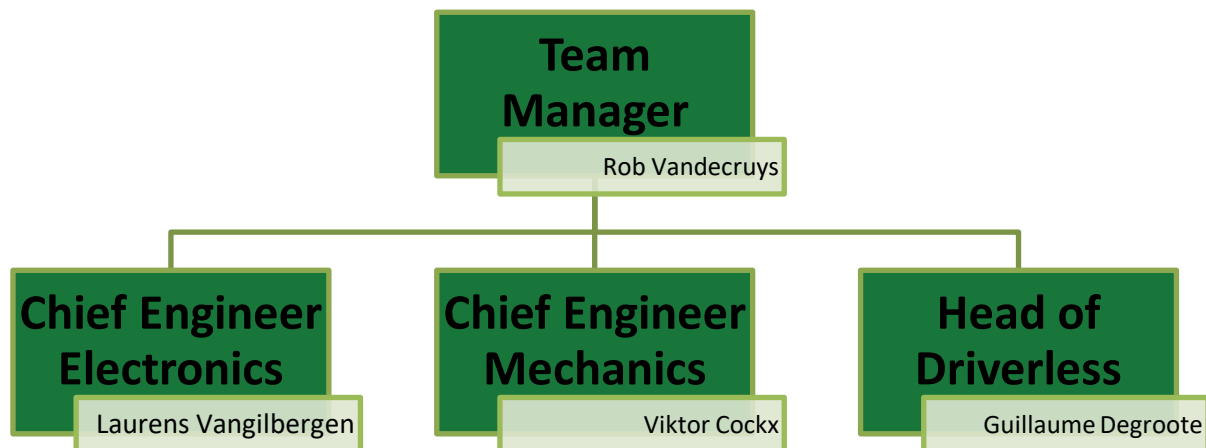 Team
Manager
Rob Vandecruys
Chief Engineer
Electronics
Laurens Vangilbergen
Chief Engineer
Mechanics
Viktor Cockx
Head of
Driverless
Guillaume Degroote